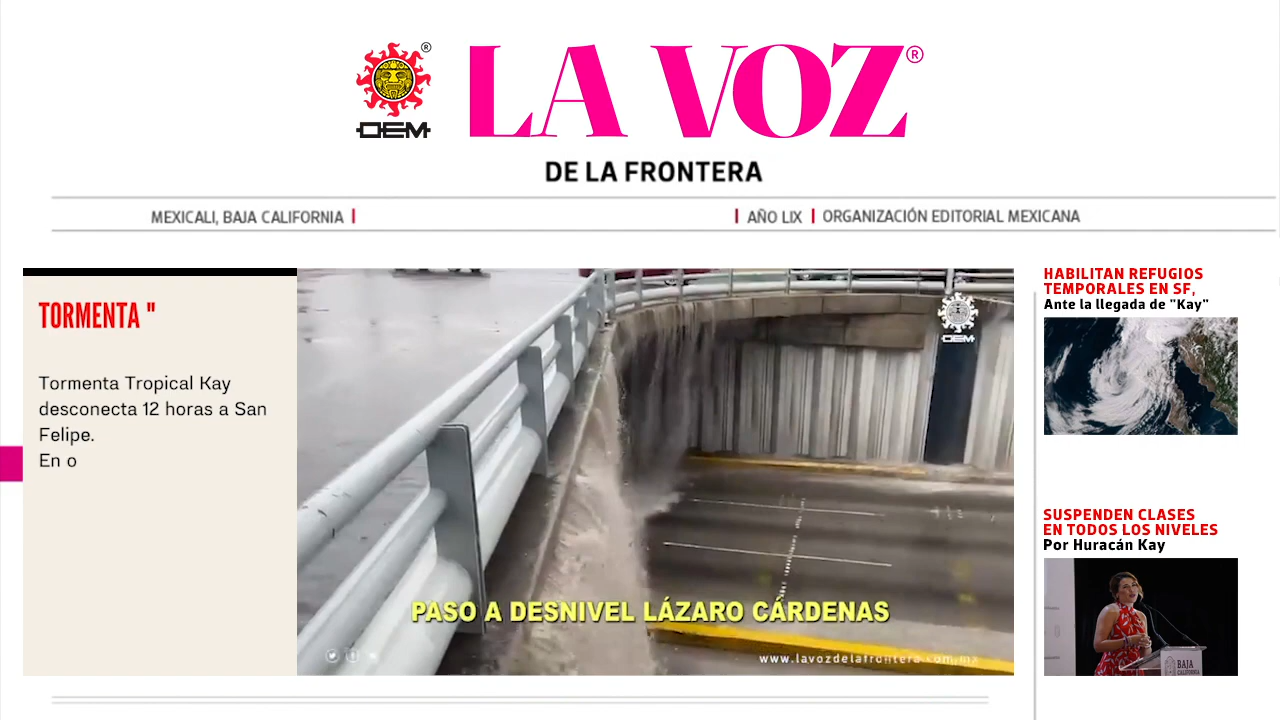 ®
OEM
LA VOZ®
DE LA FRONTERA
MEXICALI, BAJA CALIFORNIA
AÑO LIX
ORGANIZACIÓN EDITORIAL MEXICANA
TORMENTA "
Tormenta Tropical Kay
desconecta 12 horas a San
Felipe.
En o
OEM
PASO A DESNIVEL LÁZARO CÁRDENAS
www.lavozdelafrontera.com.mx
HABILITAN REFUGIOS
TEMPORALES EN SF,
Ante la llegada de "Kay"
SUSPENDEN CLASES
EN TODOS LOS NIVELES
Por Huracán Kay
BAJA
CALIFORNIA